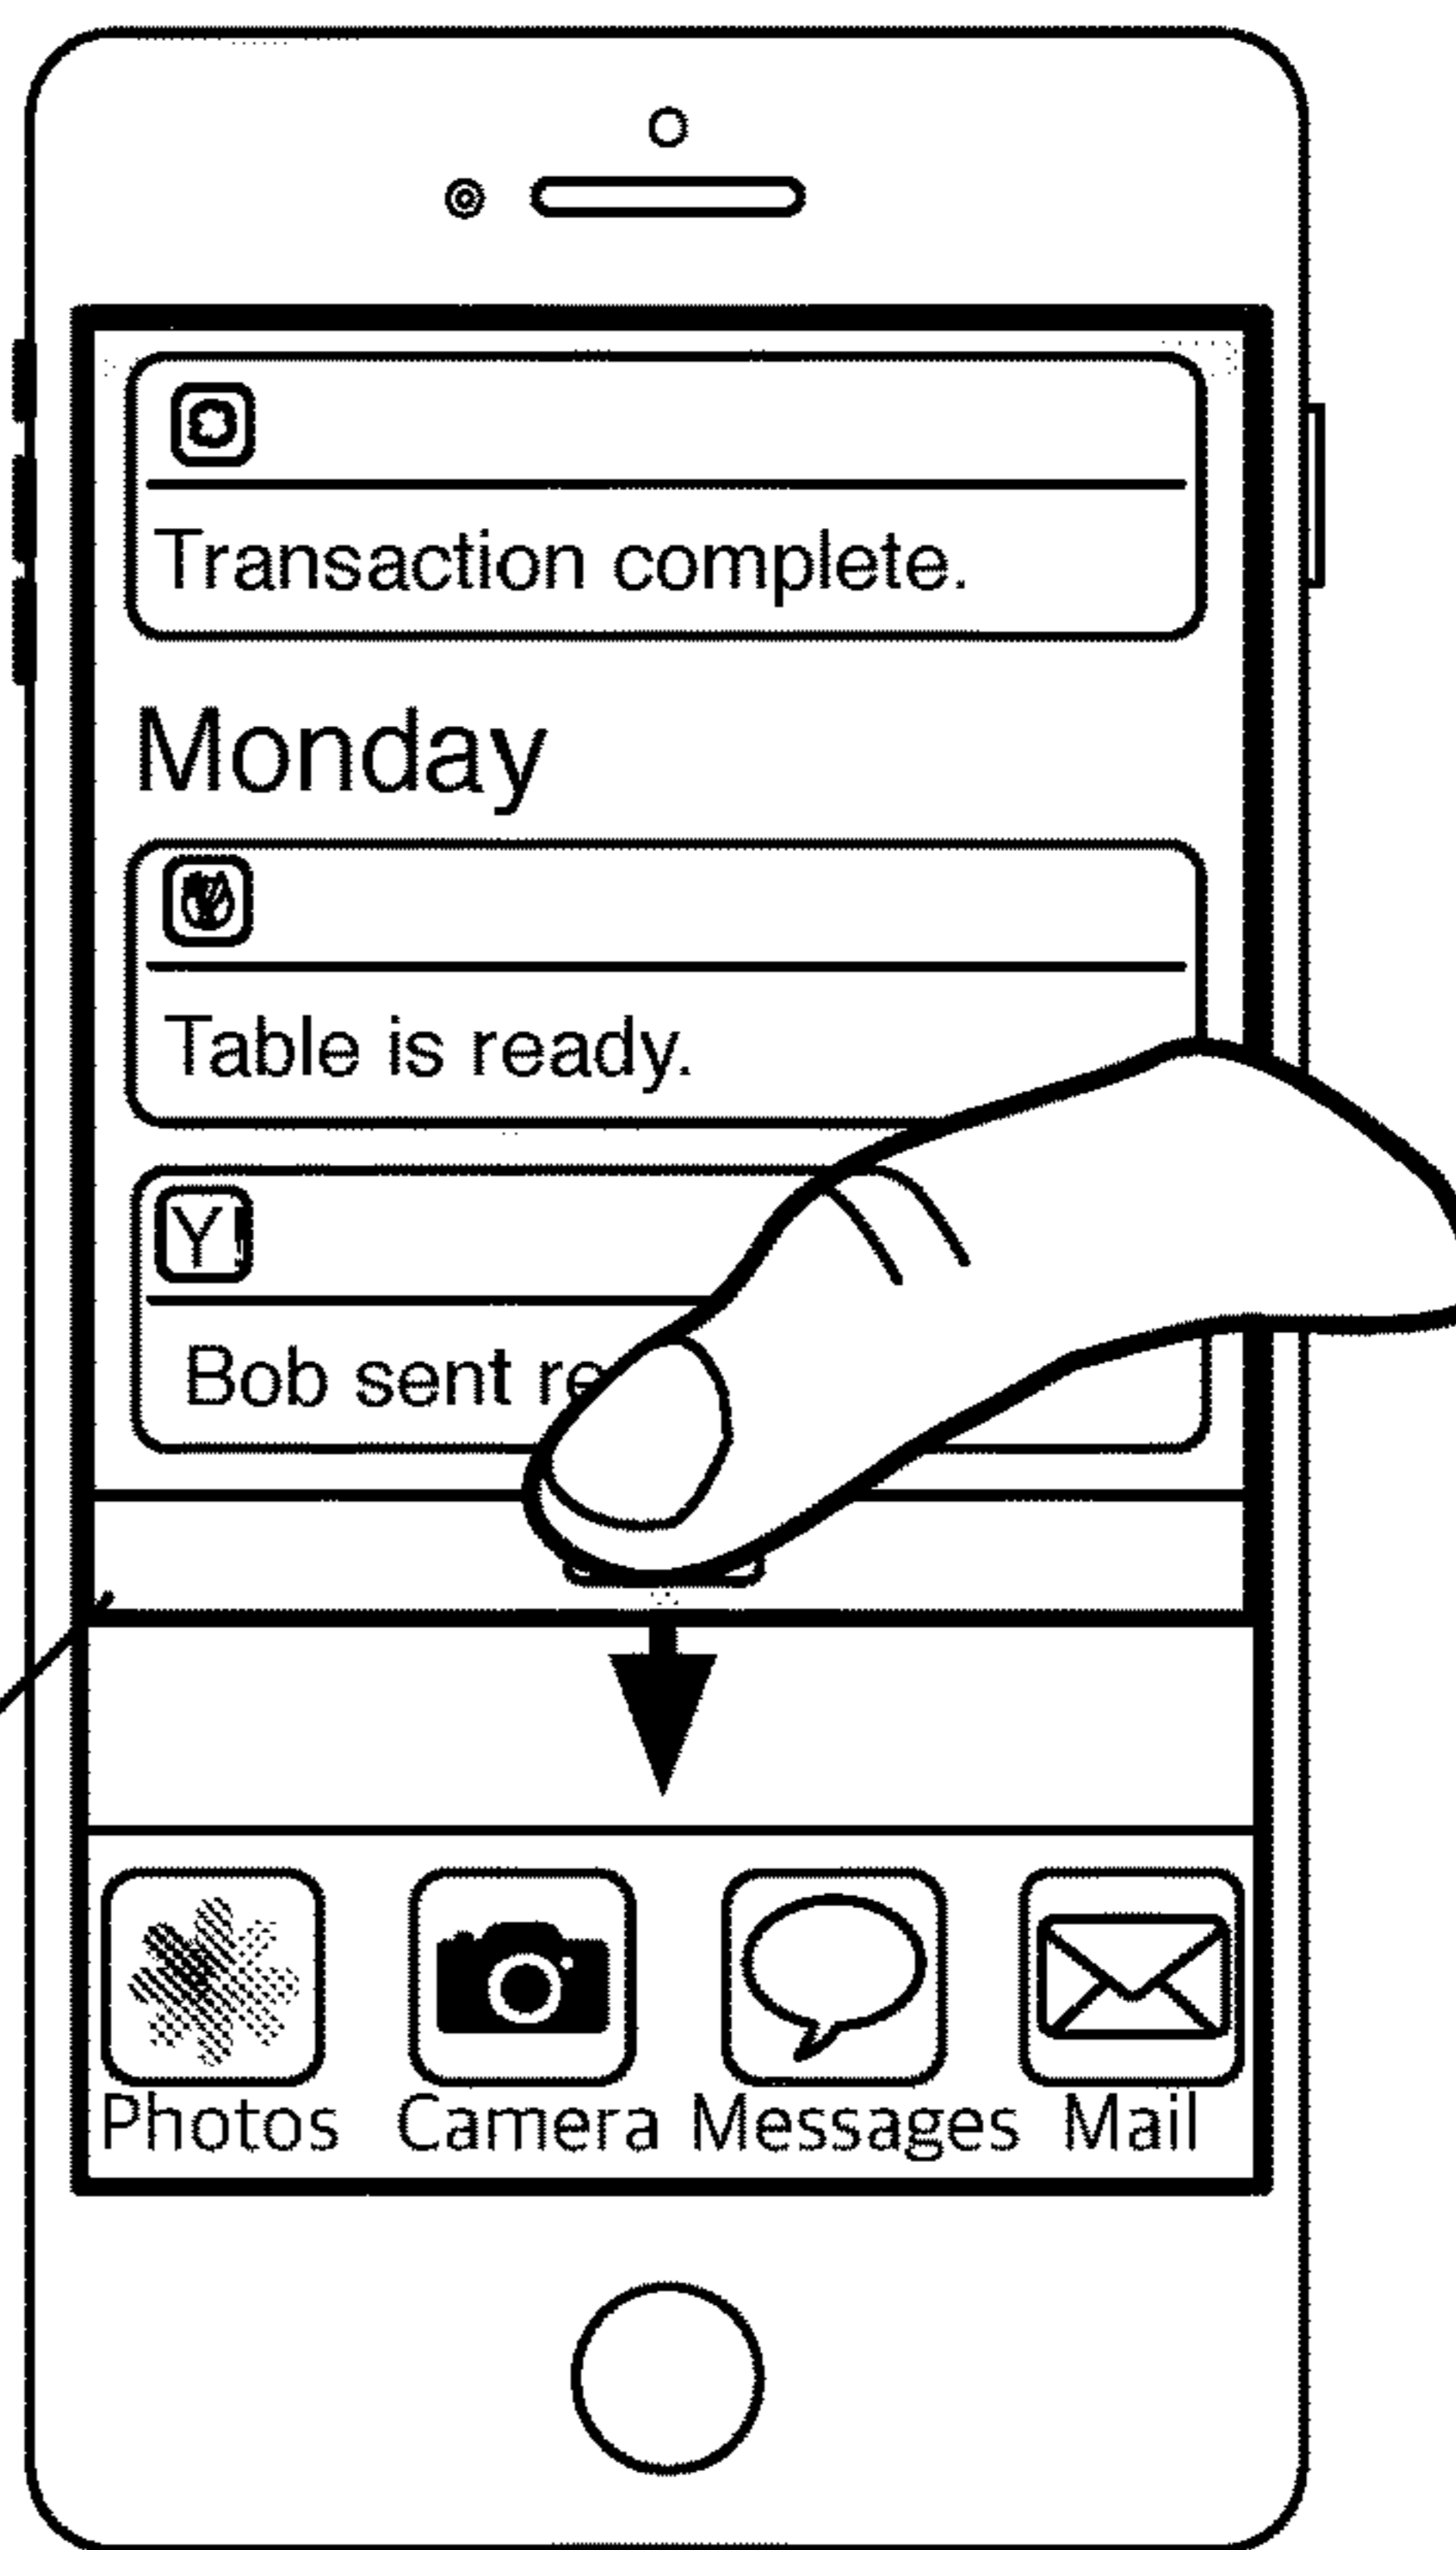 Transaction complete.
Monday
Table is ready.
Y!
Bob sent
Photos Camera Messages Mail